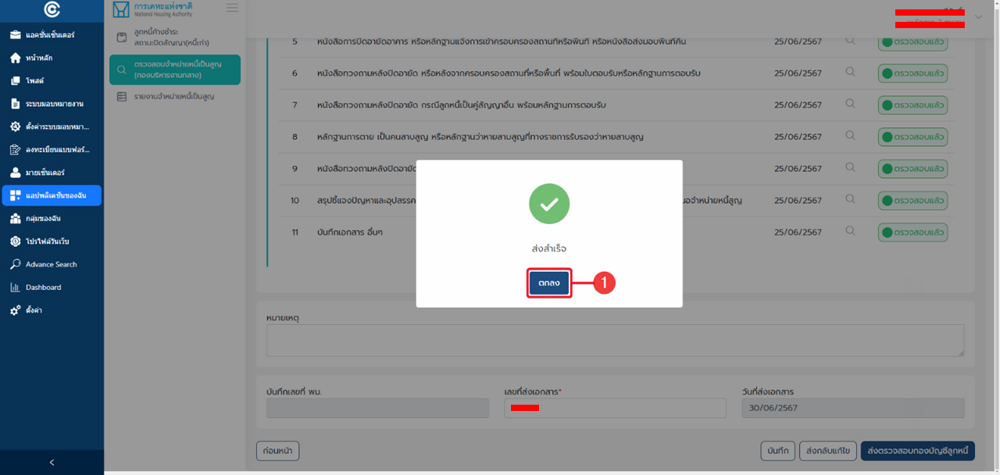 การเคหะแห่งชาติ
National Housing Authority
แอคชั่นเซ็นเตอร์
หน้าหลัก
โพสต์
ระบบมอบหมายงาน
ตั้งค่าระบบมอบหมา...
ลงทะเบียนแบบฟอร์...
มายเซ็นเตอร์
แอปพลิเคชันของฉัน
กลุ่มของฉัน
โปรไฟล์วันเว็บ
Advance Search
Dashboard
ตั้งค่า
<
ลูกหนี้ค้างชำระ
สถานะปิดสัญญา(หนี้เก่า)
ตรวจสอบจำหน่ายหนี้เป็นสูญ
(กองบริหารงานกลาง)
รายงานจำหน่ายหนี้เป็นสูญ
5 หนังสือการปิดอายัดอาคาร หรือหลักฐานแจ้งการเข้าครอบครองสถานที่หรือพื้นที่ หรือหนังสือส่งมอบพื้นที่คืน 25/06/2567 ตรวจสอบแล้ว
6 หนังสือทวงถามหลังปิดอายัด หรือหลังจากครอบครองสถานที่หรือพื้นที่ พร้อมใบตอบรับหรือหลักฐานการตอบรับ 25/06/2567 ตรวจสอบแล้ว
7 หนังสือทวงถามหลังปิดอายัด กรณีลูกหนี้เป็นคู่สัญญาอื่น พร้อมหลักฐานการตอบรับ 25/06/2567 ตรวจสอบแล้ว
8 หลักฐานการตาย เป็นคนสาบสูญ หรือหลักฐานว่าหายสาบสูญที่ทางราชการรับรองว่าหายสาบสูญ 25/06/2567 ตรวจสอบแล้ว
9 หนังสือทวงถามหลังปิดอายัด 25/06/2567 ตรวจสอบแล้ว
10 สรุปชี้แจงปัญหาและอุปสรรค นอจำหน่ายหนี้สูญ 25/06/2567 ตรวจสอบแล้ว
11 บันทึกเอกสาร อื่นๆ 25/06/2567 ตรวจสอบแล้ว
ส่งสำเร็จ
ตกลง 1
หมายเหตุ
บันทึกเลขที่ พม. เลขที่ส่งเอกสาร* วันที่ส่งเอกสาร
30/06/2567
ก่อนหน้า บันทึก ส่งกลับแก้ไข ส่งตรวจสอบกองบัญชีลูกหนี้